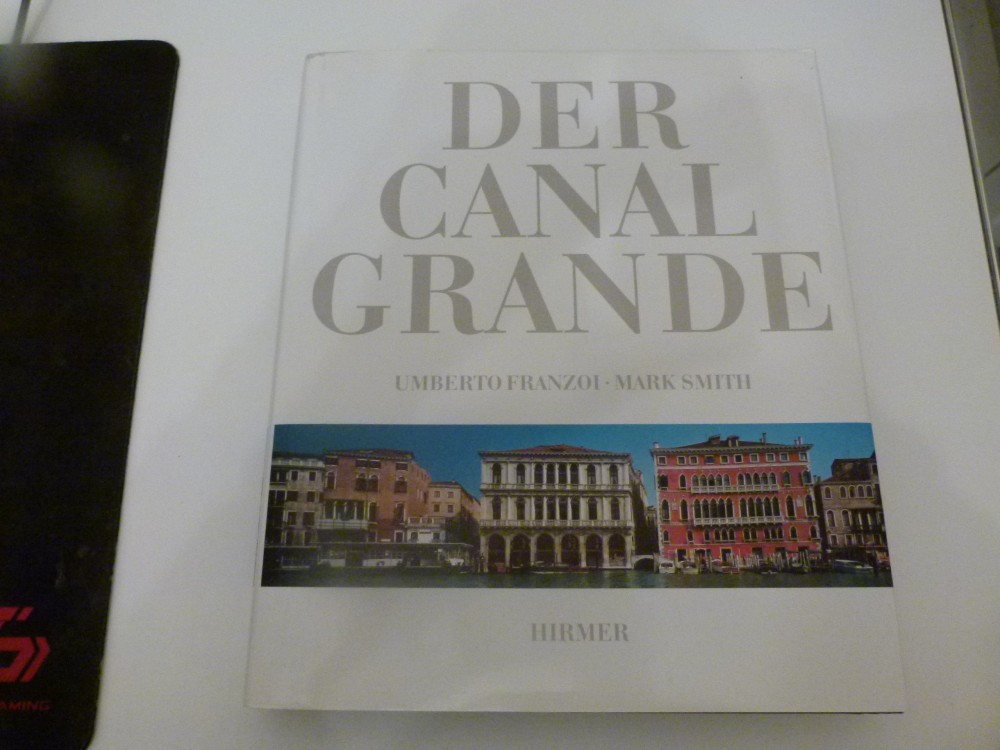 DER
CANAL
GRANDE
UMBERTO FRANZOI · MARK SMITH
HIRMER